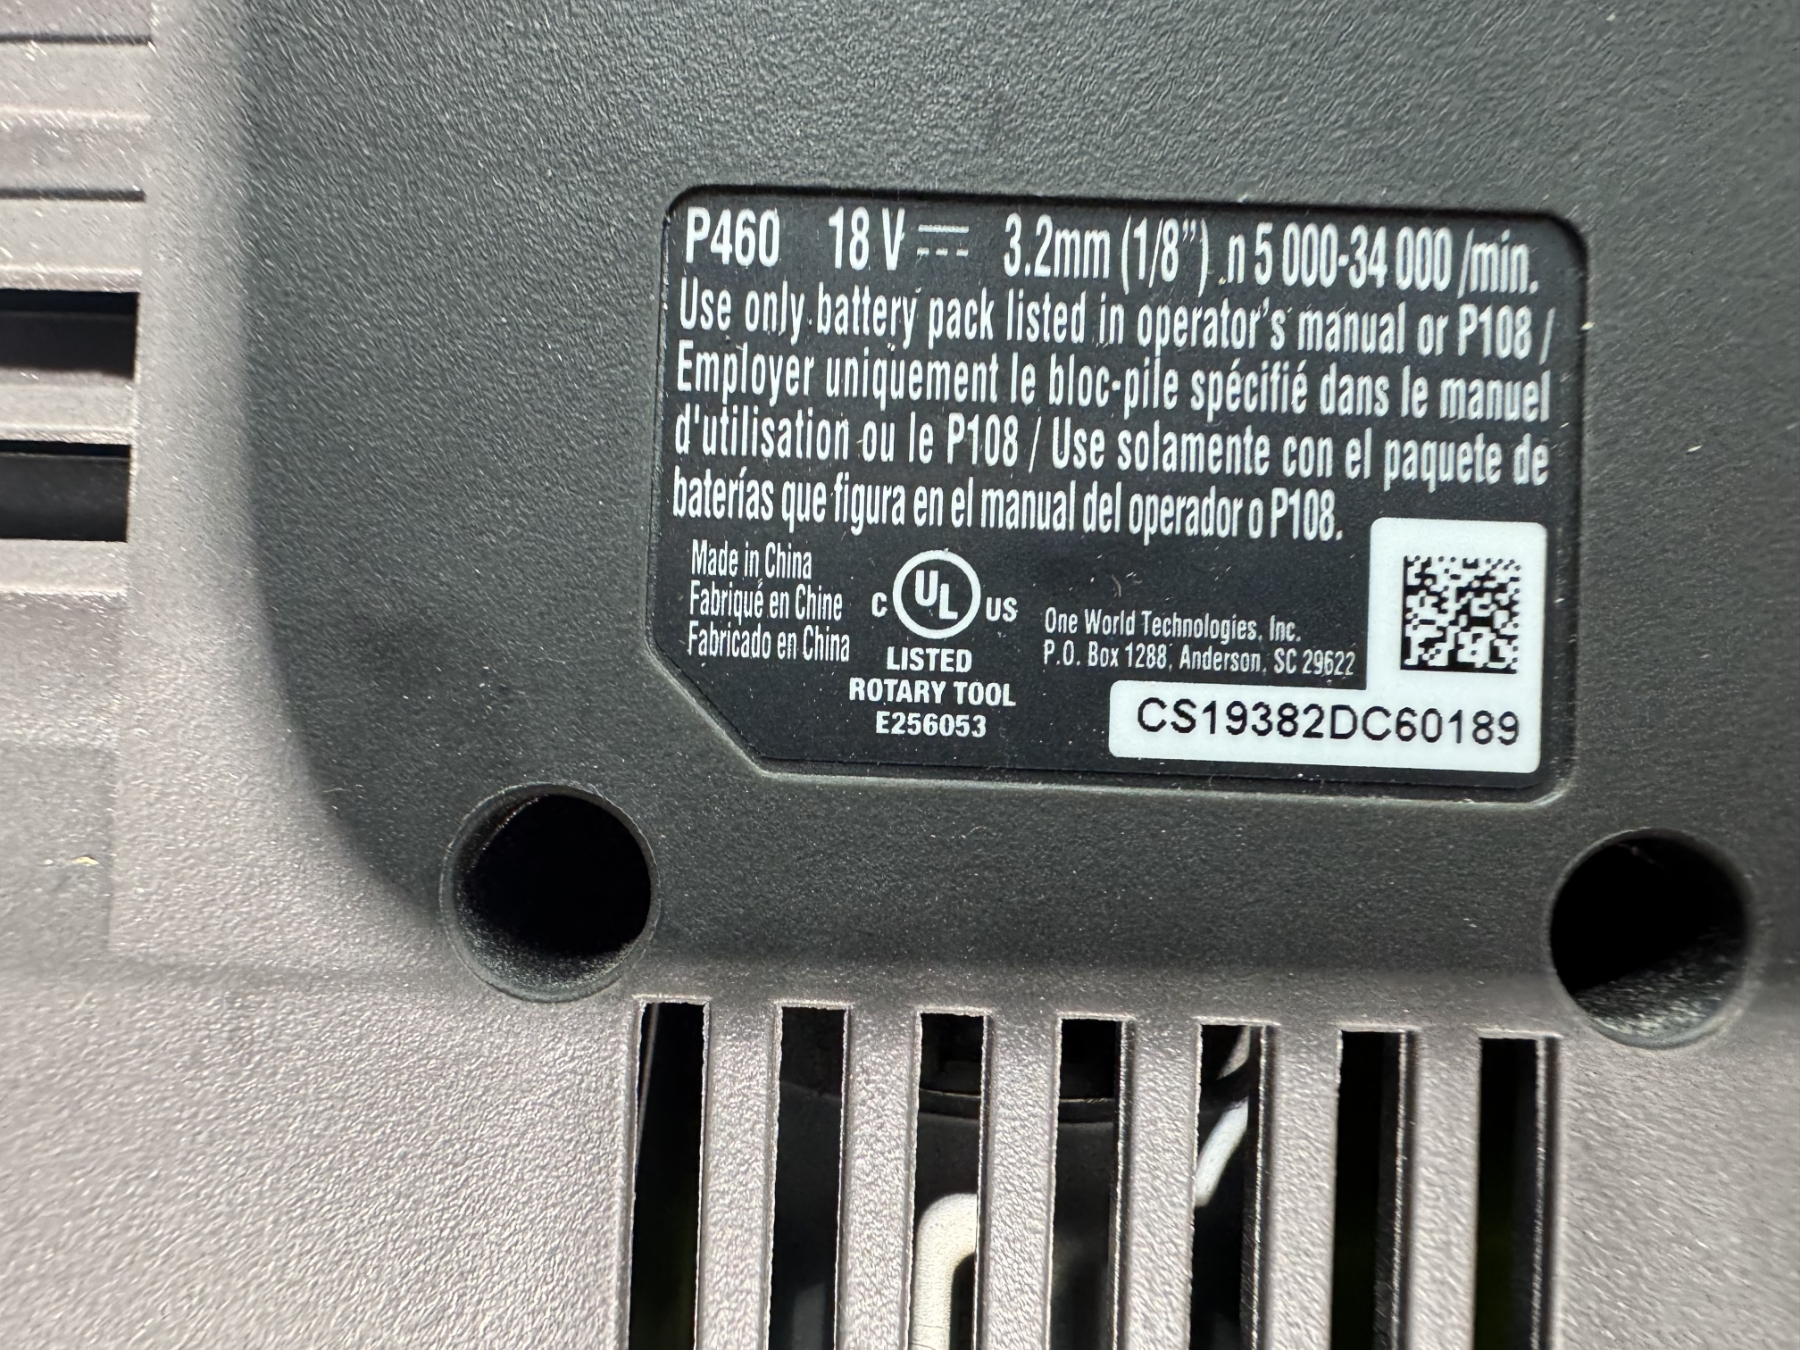 P460 18 V 3.2mm (1/8") n 5 000-34 000 /min.
Use only battery pack listed in operator's manual or P108 /
Employer uniquement le bloc-pile spécifié dans le manuel
d'utilisation ou le P108 / Use solamente con el paquete de
baterías que figura en el manual del operador o P108.
Made in China
Fabriqué en Chine
Fabricado en China
C UL US
LISTED
ROTARY TOOL
E256053
One World Technologies, Inc.
P.O. Box 1288, Anderson, SC 29622
CS19382DC60189